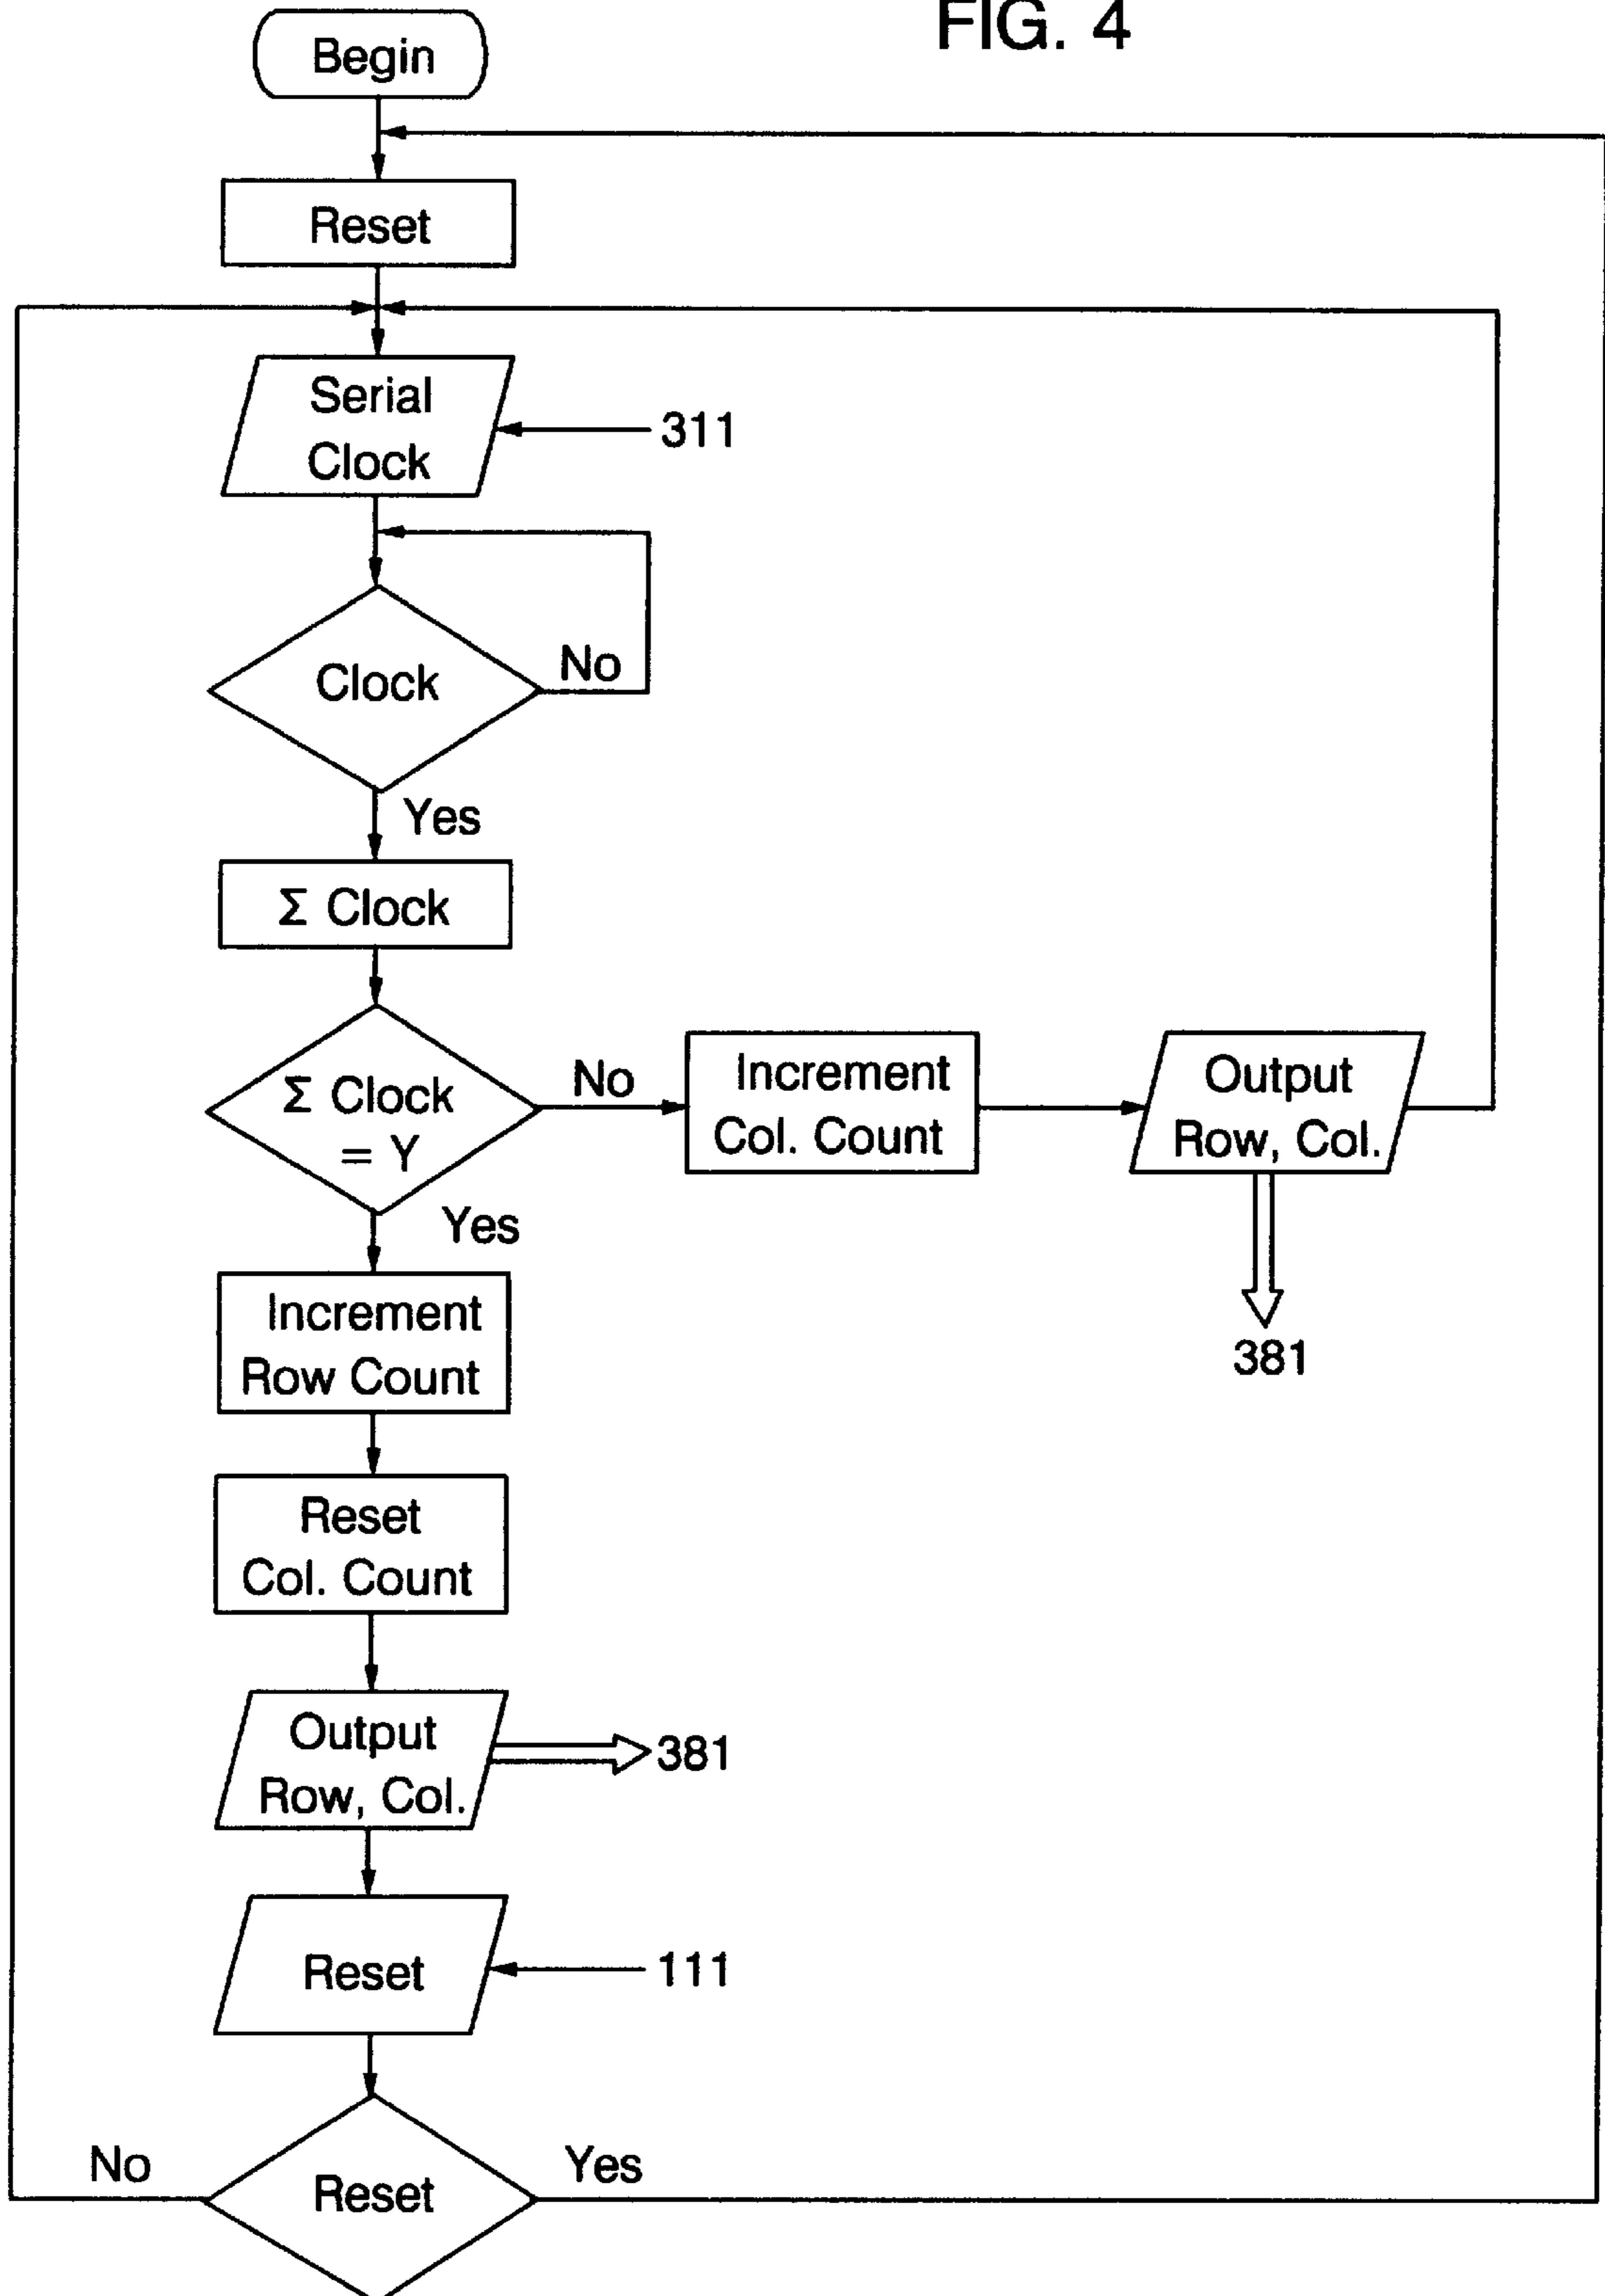 FIG. 4
Begin
Reset
Serial
Clock
311
Clock
No
Yes
Σ Clock
Σ Clock
= Y
No
Increment
Col. Count
Output
Row, Col.
381
Yes
Increment
Row Count
Reset
Col. Count
Output
Row, Col.
381
Reset
111
Reset
No
Yes